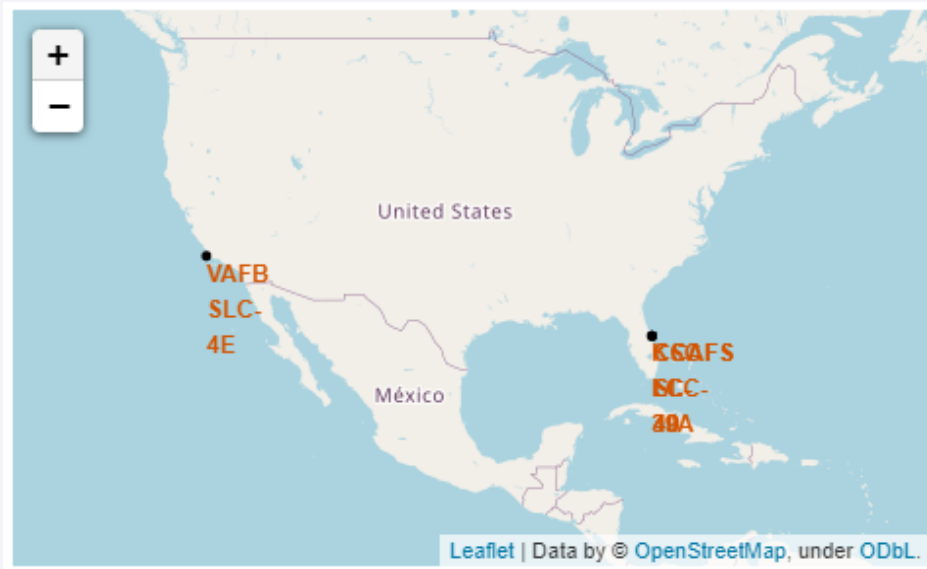 +
−
United States
VAFB
SLC-
4E
México
Leaflet | Data by © OpenStreetMap, under ODbL.